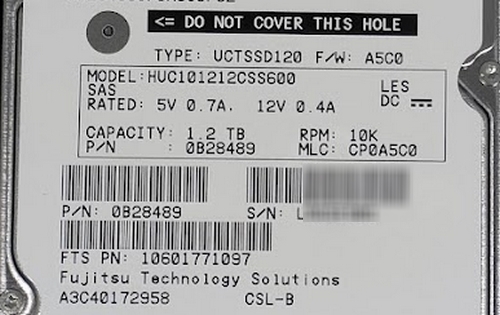 <= DO NOT COVER THIS HOLE
TYPE: UCTSSD120 F/W: A5C0
MODEL:HUC101212CSS600
SAS
LES
RATED: 5V 0.7A. 12V 0.4A
DC
CAPACITY: 1.2 TB RPM: 10K
P/N : 0B28489 MLC: CP0A5C0
P/N: 0B28489 S/N: L
FTS PN: 10601771097
Fujitsu Technology Solutions
A3C40172958 CSL-B